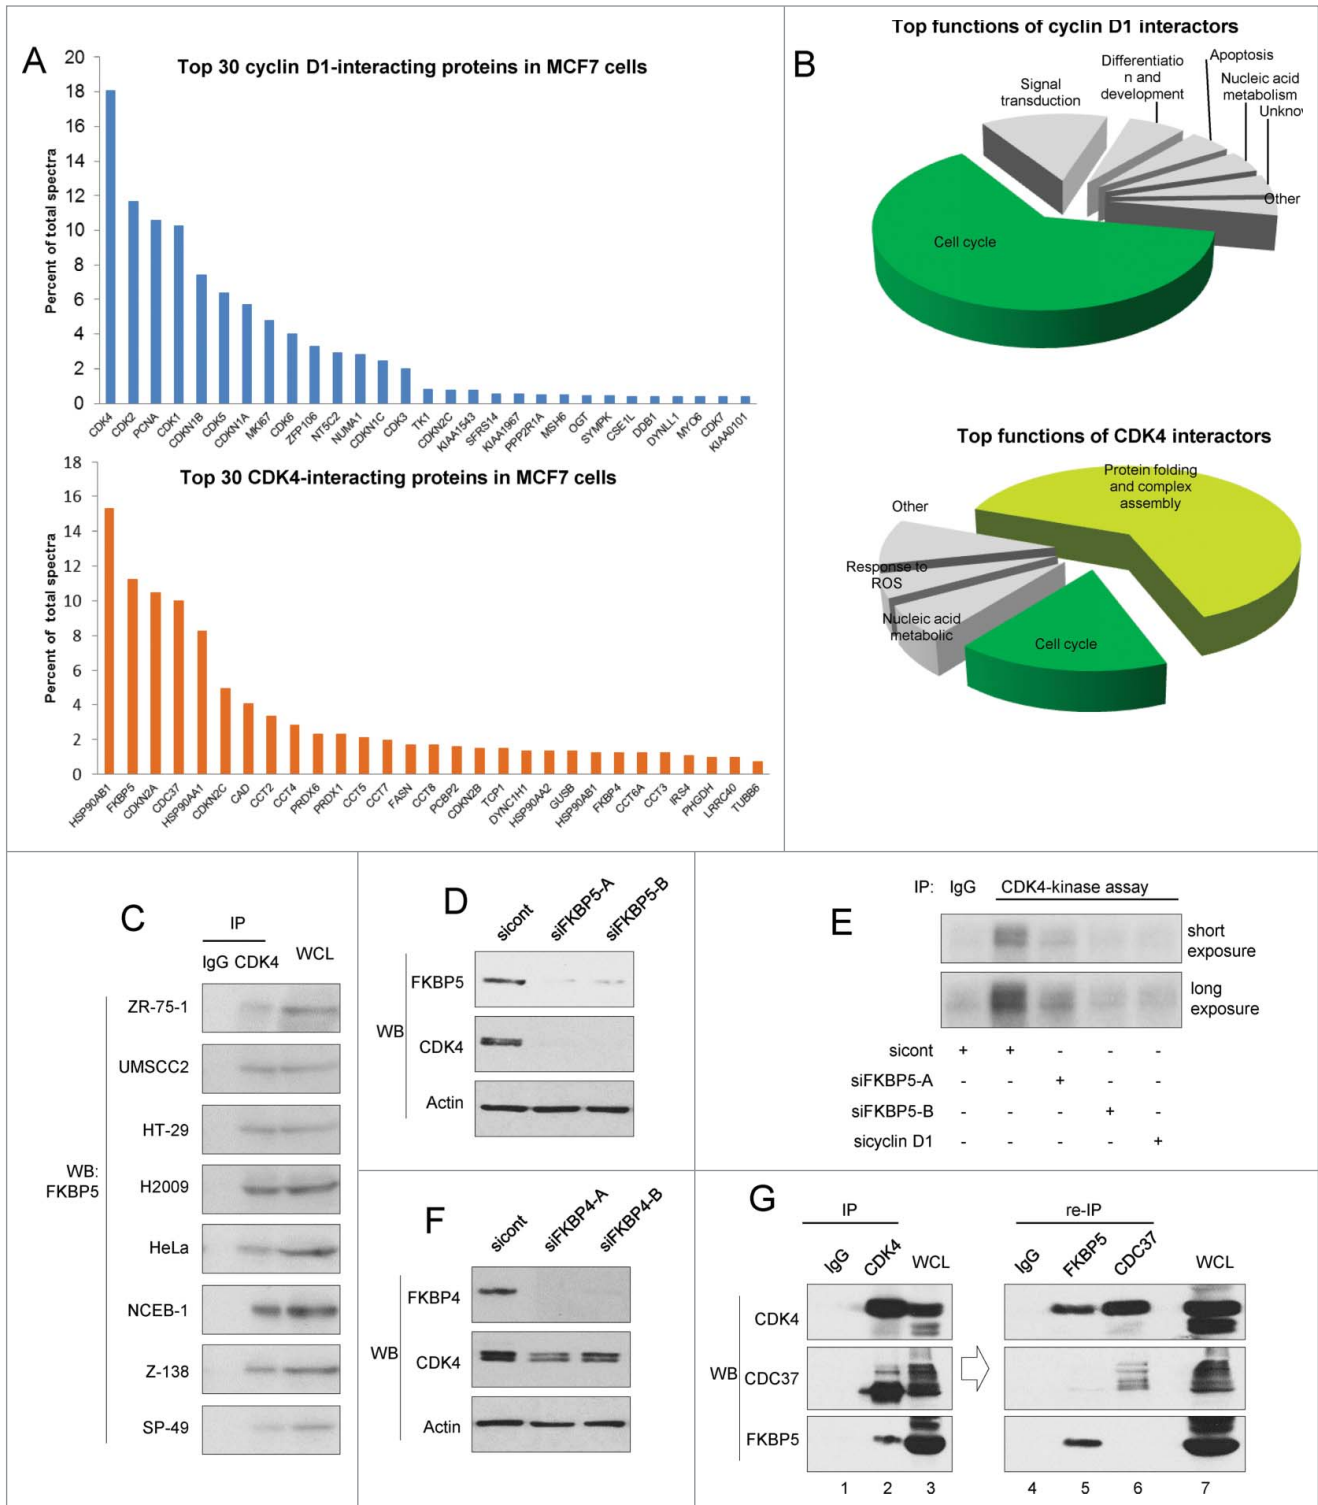 A
Top 30 cyclin D1-interacting proteins in MCF7 cells
Percent of total spectra
20
18
16
14
12
10
8
6
4
2
0
CDK4
CDK2
PCNA
CDK1
CDKN1B
CDK5
CDKN1A
MKI67
CDK6
ZFP106
NT5C2
NUMA1
CDKN1C
CDK3
TK1
CDKN2C
KIAA1543
SFRS14
KIAA1967
PPP2R1A
MSH6
OGT
SYMPK
CSE1L
DDB1
DYNLL1
MYO6
CDK7
KIAA0101
Top 30 CDK4-interacting proteins in MCF7 cells
Percent of total spectra
18
16
14
12
10
8
6
4
2
0
HSP90AB1
FKBP5
CDKN2A
CDC37
HSP90AA1
CDKN2C
CAD
CCT2
CCT4
PRDX6
PRDX1
CCT5
CCT7
FASN
CCT8
PCBP2
CDKN2B
TCP1
DYNC1H1
HSP90AA2
GUSB
HSP90AB1
FKBP4
CCT6A
CCT3
IRS4
PHGDH
LRRC40
TUBB6
B
Top functions of cyclin D1 interactors
Signal
transduction
Differentiatio
n and
development
Apoptosis
Nucleic acid
metabolism
Unknov
Other
Cell cycle
Top functions of CDK4 interactors
Protein folding
and complex
assembly
Other
Response to
ROS
Nucleic acid
metabolic
Cell cycle
C
IP
IgG CDK4 WCL
WB:
FKBP5
ZR-75-1
UMSCC2
HT-29
H2009
HeLa
NCEB-1
Z-138
SP-49
D
sicont
siFKBP5-A
siFKBP5-B
WB
FKBP5
CDK4
Actin
E
IP: IgG CDK4-kinase assay
short
exposure
long
exposure
sicont + + - - -
siFKBP5-A - - + - -
siFKBP5-B - - - + -
sicyclin D1 - - - - +
F
sicont
siFKBP4-A
siFKBP4-B
WB
FKBP4
CDK4
Actin
G
IP re-IP
IgG CDK4 WCL IgG FKBP5 CDC37 WCL
WB
CDK4
CDC37
FKBP5
1 2 3 4 5 6 7